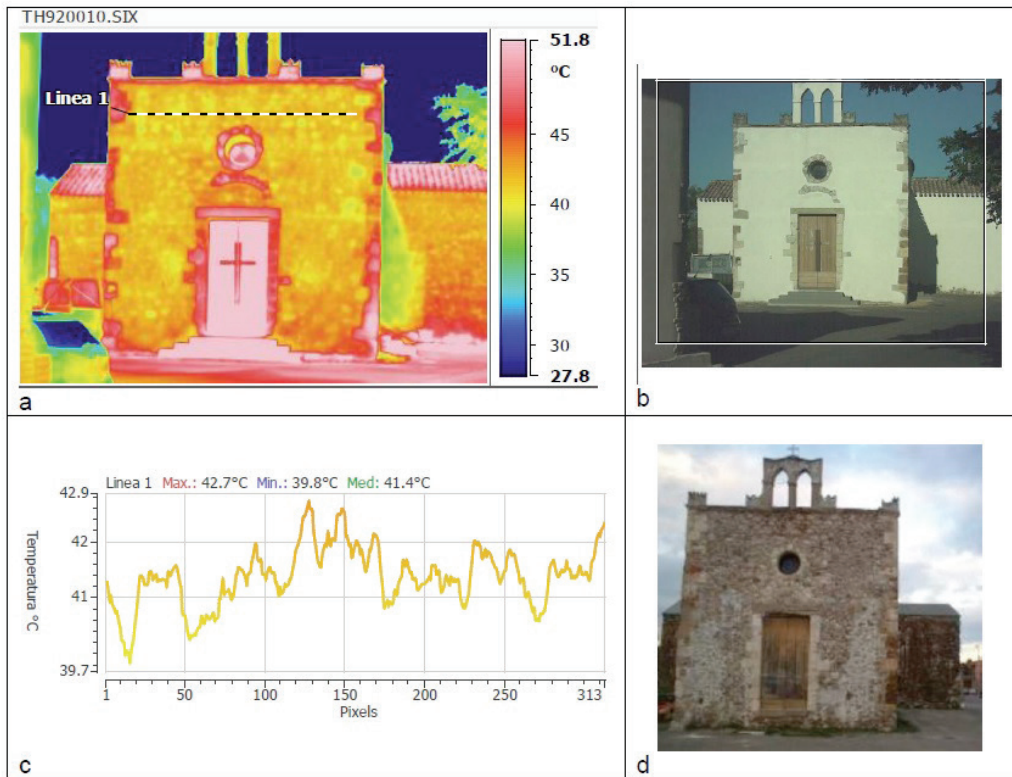 TH920010.SIX
51.8
°C
45
40
35
30
27.8
Linea 1
a
b
Linea 1 Max.: 42.7°C Min.: 39.8°C Med: 41.4°C
42.9
42
41
39.7
Temperatura °C
1 50 100 150 200 250 313
Pixels
c
d